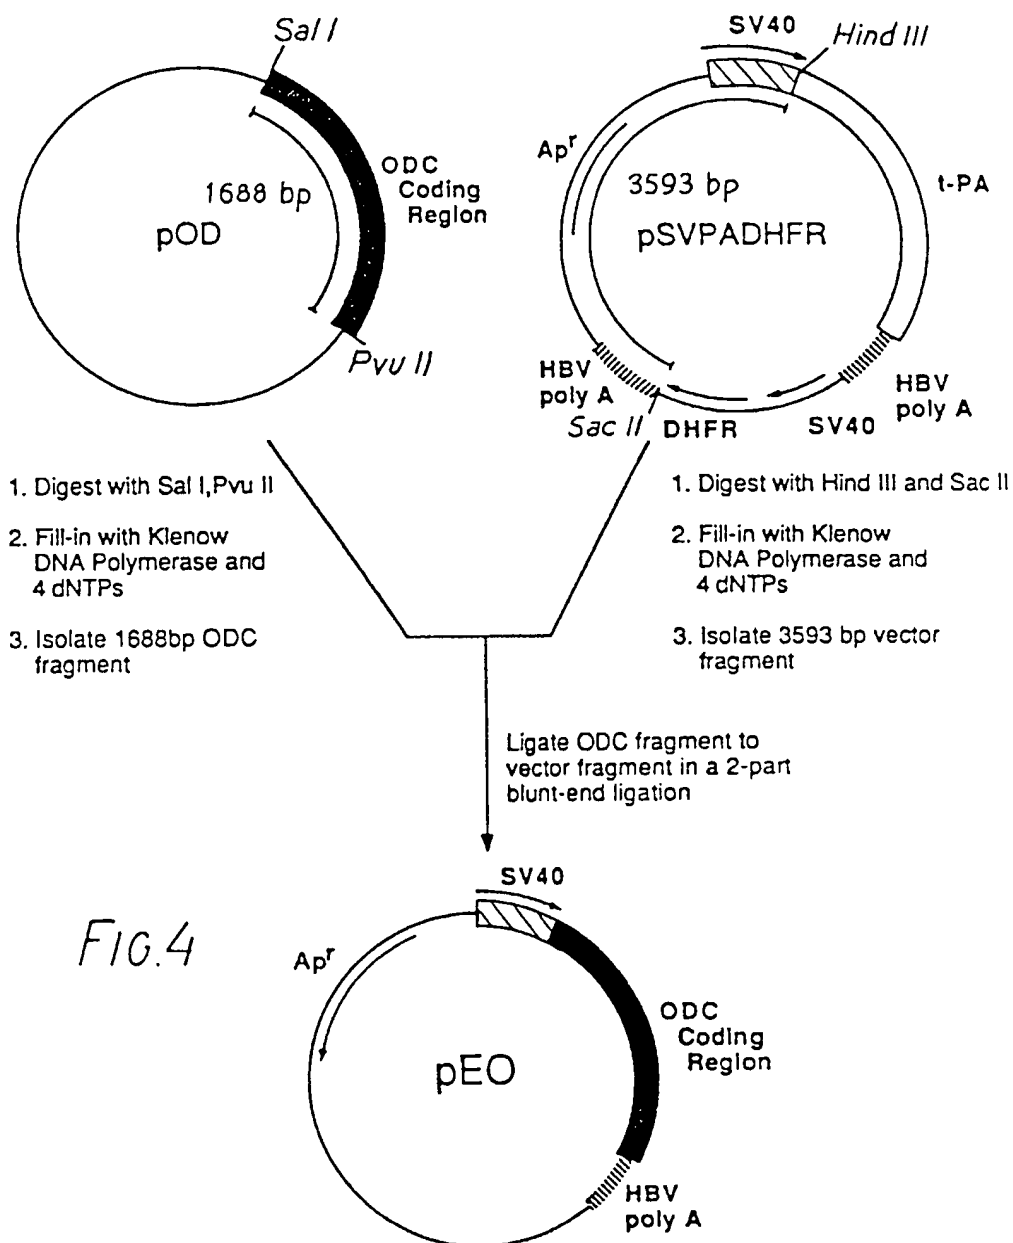 Sal I
1688 bp
pOD
ODC
Coding
Region
Pvu II
SV40
Hind III
Apr
3593 bp
pSVPADHFR
t-PA
HBV
poly A
Sac II
DHFR
SV40
HBV
poly A
1. Digest with Sal I,Pvu II
2. Fill-in with Klenow
DNA Polymerase and
4 dNTPs
3. Isolate 1688bp ODC
fragment
1. Digest with Hind III and Sac II
2. Fill-in with Klenow
DNA Polymerase and
4 dNTPs
3. Isolate 3593 bp vector
fragment
Ligate ODC fragment to
vector fragment in a 2-part
blunt-end ligation
FIG.4
SV40
Apr
pEO
ODC
Coding
Region
HBV
poly A